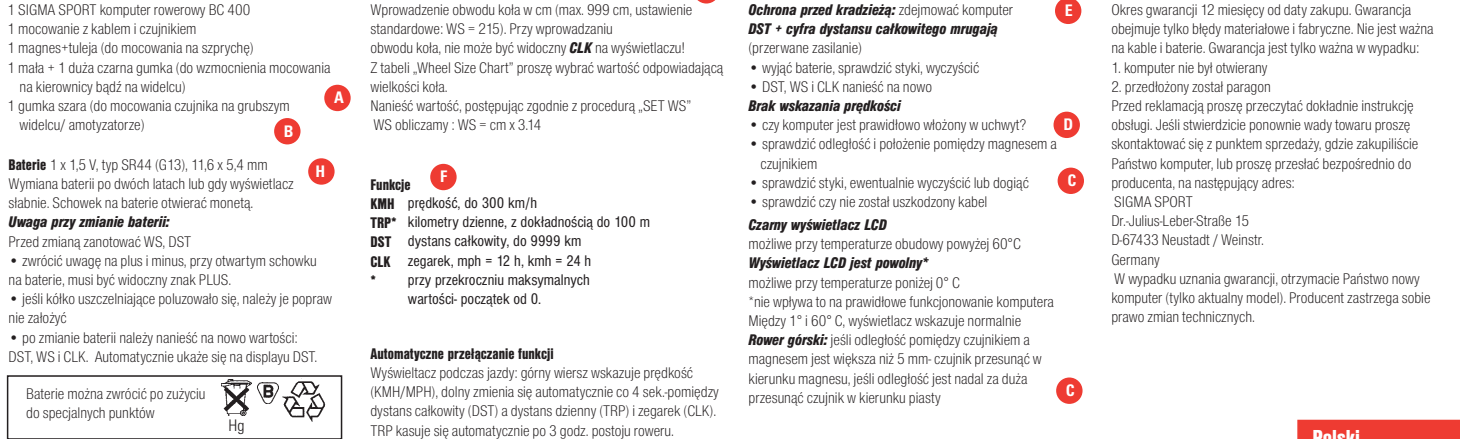 1 SIGMA SPORT komputer rowerowy BC 400
1 mocowanie z kablem i czujnikiem
1 magnes+tuleja (do mocowania na szprychę)
1 mała + 1 duża czarna gumka (do wzmocnienia mocowania
na kierownicy bądź na widelcu)
1 gumka szara (do mocowania czujnika na grubszym
widelcu/ amotyzatorze)
A
B
Baterie 1 x 1,5 V, typ SR44 (G13), 11,6 x 5,4 mm
Wymiana baterii po dwóch latach lub gdy wyświetlacz
słabnie. Schowek na baterie otwierać monetą.
H
Uwaga przy zmianie baterii:
Przed zmianą zanotować WS, DST
• zwrócić uwagę na plus i minus, przy otwartym schowku
na baterie, musi być widoczny znak PLUS.
• jeśli kółko uszczelniające poluzowało się, należy je popraw
nie założyć
• po zmianie baterii należy nanieść na nowo wartości:
DST, WS i CLK. Automatycznie ukaże się na displayu DST.
Baterie można zwrócić po zużyciu
do specjalnych punktów
Hg
B
Wprowadzenie obwodu koła w cm (max. 999 cm, ustawienie
standardowe: WS = 215). Przy wprowadzaniu
obwodu koła, nie może być widoczny CLK na wyświetlaczu!
Z tabeli „Wheel Size Chart” proszę wybrać wartość odpowiadającą
wielkości koła.
Nanieść wartość, postępując zgodnie z procedurą „SET WS”
WS obliczamy : WS = cm x 3.14
Funkcje
F
KMH prędkość, do 300 km/h
TRP* kilometry dzienne, z dokładnością do 100 m
DST dystans całkowity, do 9999 km
CLK zegarek, mph = 12 h, kmh = 24 h
* przy przekroczniu maksymalnych
wartości- początek od 0.
Automatyczne przełączanie funkcji
Wyświetlacz podczas jazdy: górny wiersz wskazuje prędkość
(KMH/MPH), dolny zmienia się automatycznie co 4 sek.-pomiędzy
dystans całkowity (DST) a dystans dzienny (TRP) i zegarek (CLK).
TRP kasuje się automatycznie po 3 godz. postoju roweru.
Ochrona przed kradzieżą: zdejmować komputer
E
DST + cyfra dystansu całkowitego mrugają
(przerwane zasilanie)
• wyjąć baterie, sprawdzić styki, wyczyścić
• DST, WS i CLK nanieść na nowo
Brak wskazania prędkości
• czy komputer jest prawidłowo włożony w uchwyt?
D
• sprawdzić odległość i położenie pomiędzy magnesem a
czujnikiem
• sprawdzić styki, ewentualnie wyczyścić lub dogiąć
C
• sprawdzić czy nie został uszkodzony kabel
Czarny wyświetlacz LCD
możliwe przy temperaturze obudowy powyżej 60°C
Wyświetlacz LCD jest powolny*
możliwe przy temperaturze poniżej 0° C
*nie wpływa to na prawidłowe funkcjonowanie komputera
Między 1° i 60° C, wyświetlacz wskazuje normalnie
Rower górski: jeśli odległość pomiędzy czujnikiem a
magnesem jest większa niż 5 mm- czujnik przesunąć w
kierunku magnesu, jeśli odległość jest nadal za duża
przesunąć czujnik w kierunku piasty
C
Okres gwarancji 12 miesięcy od daty zakupu. Gwarancja
obejmuje tylko błędy materiałowe i fabryczne. Nie jest ważna
na kable i baterie. Gwarancja jest tylko ważna w wypadku:
1. komputer nie był otwierany
2. przedłożony został paragon
Przed reklamacją proszę przeczytać dokładnie instrukcję
obsługi. Jeśli stwierdzicie ponownie wady towaru proszę
skontaktować się z punktem sprzedaży, gdzie zakupiliście
Państwo komputer, lub proszę przesłać bezpośrednio do
producenta, na następujący adres:
SIGMA SPORT
Dr.-Julius-Leber-Straße 15
D-67433 Neustadt / Weinstr.
Germany
W wypadku uznania gwarancji, otrzymacie Państwo nowy
komputer (tylko aktualny model). Producent zastrzega sobie
prawo zmian technicznych.
Polski